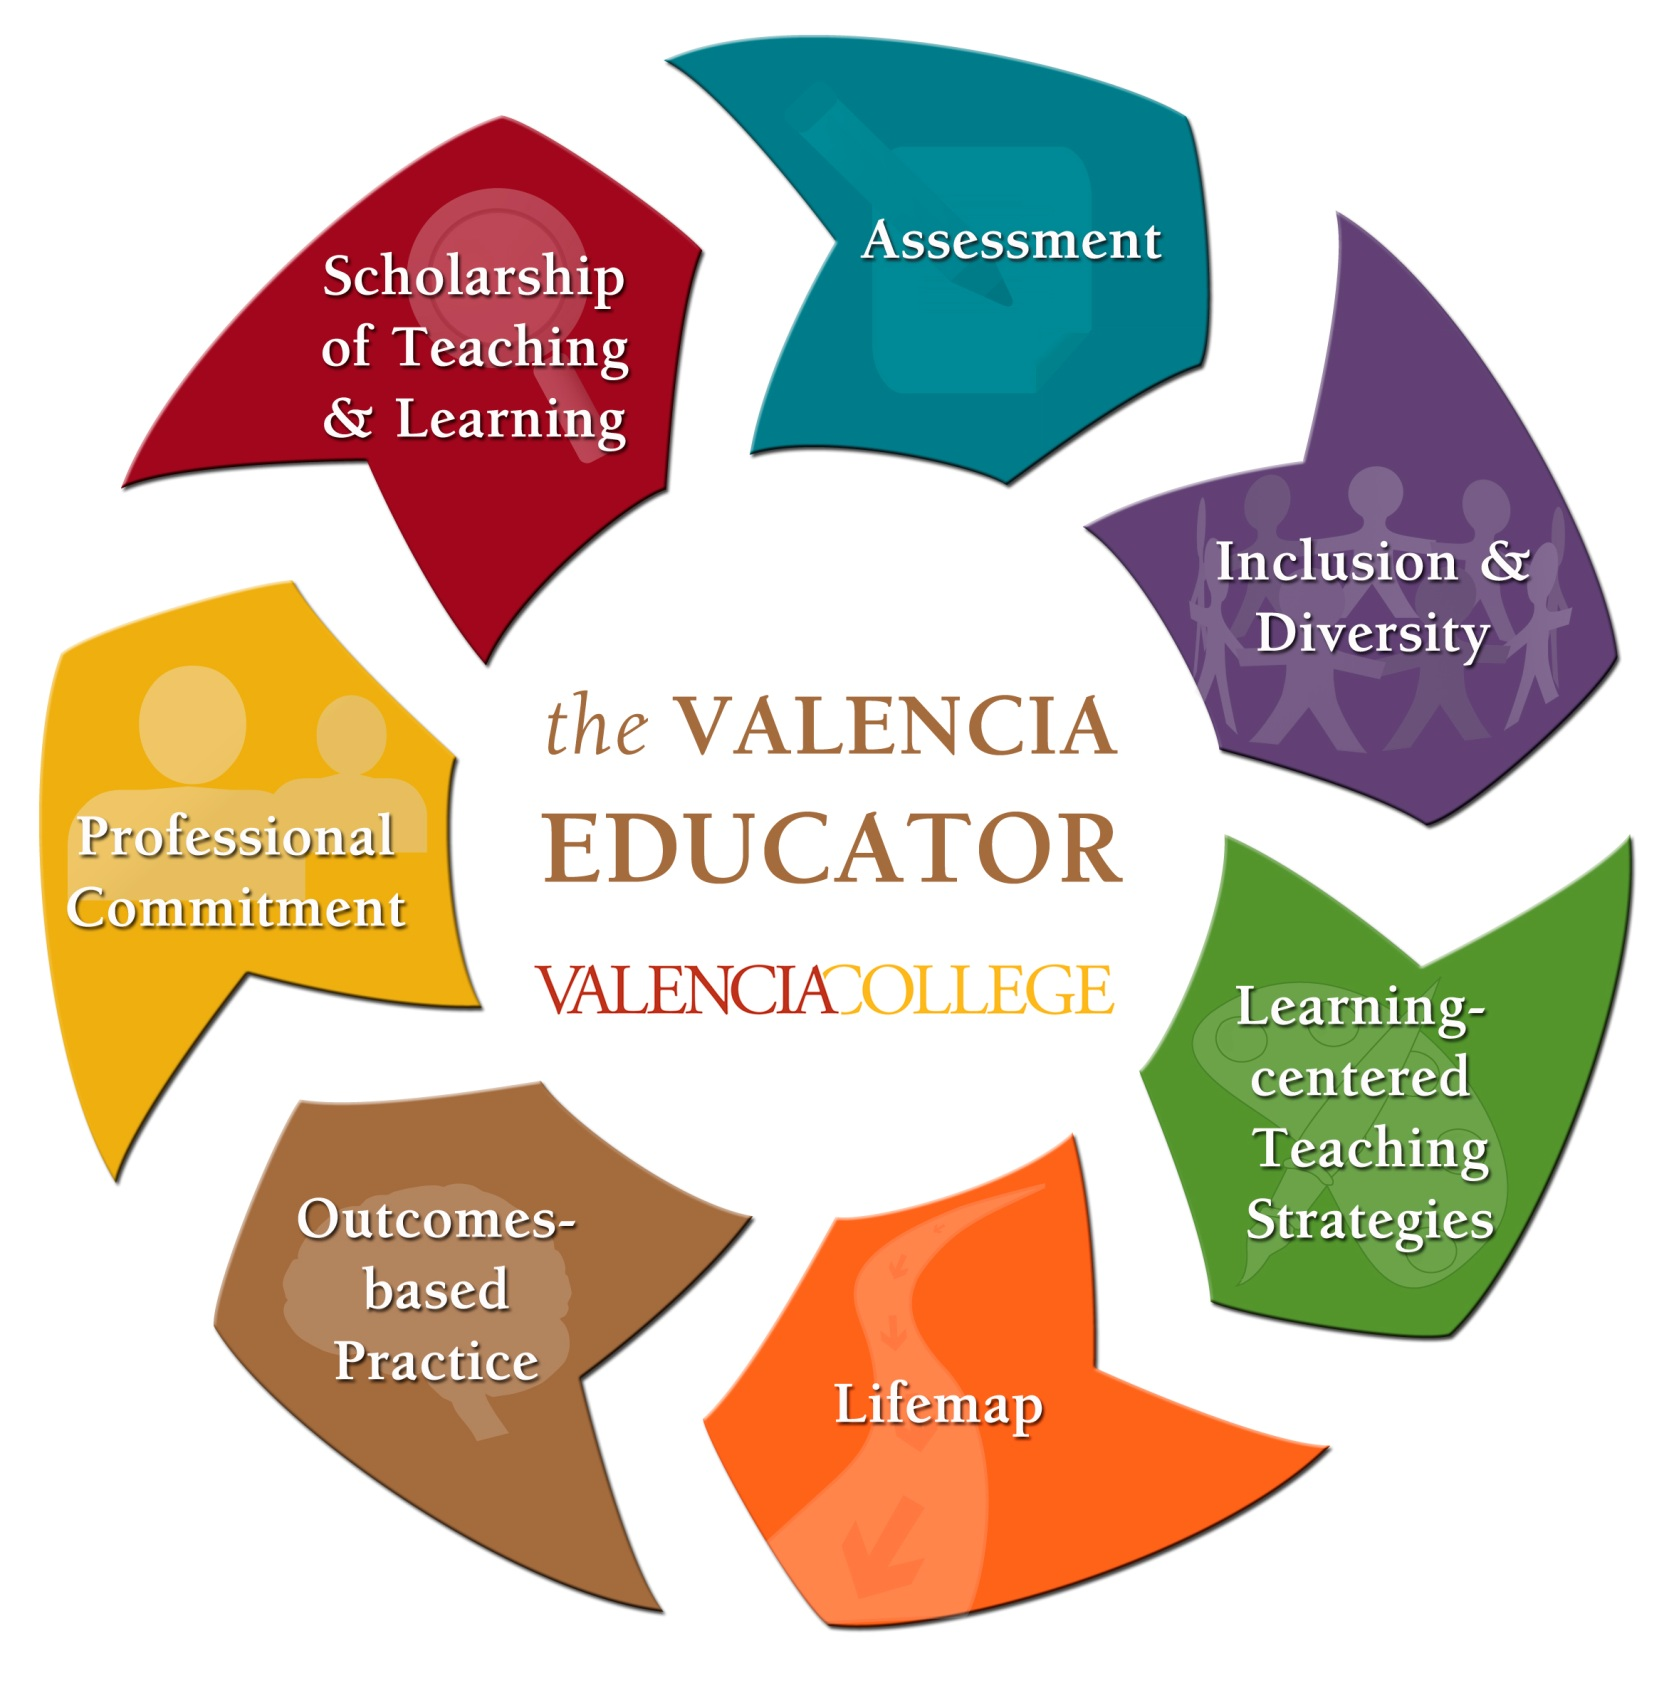 Assessment
Inclusion &
Diversity
Learning-
centered
Teaching
Strategies
Lifemap
Outcomes-
based
Practice
Professional
Commitment
Scholarship
of Teaching
& Learning
the VALENCIA
EDUCATOR
VALENCIACOLLEGE